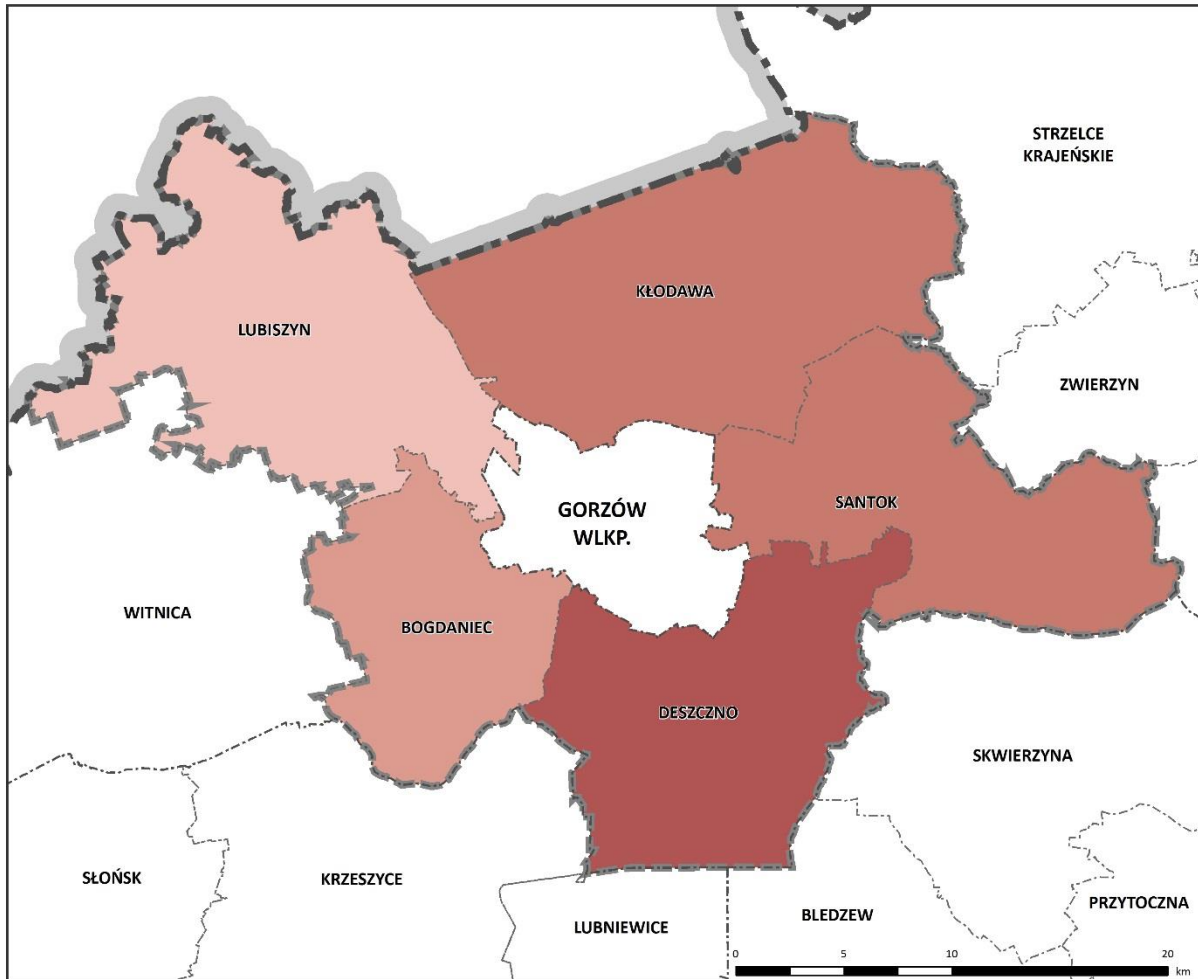 STRZELCE
KRAJEŃSKIE
KŁODAWA
LUBISZYN
ZWIERZYN
SANTOK
GORZÓW
WLKP.
WITNICA
BOGDANIEC
DESZCZNO
SKWIERZYNA
SŁOŃSK
KRZESZYCE
PRZYTOCZNA
BLEDZEW
LUBNIEWICE
0 5 10 20
km